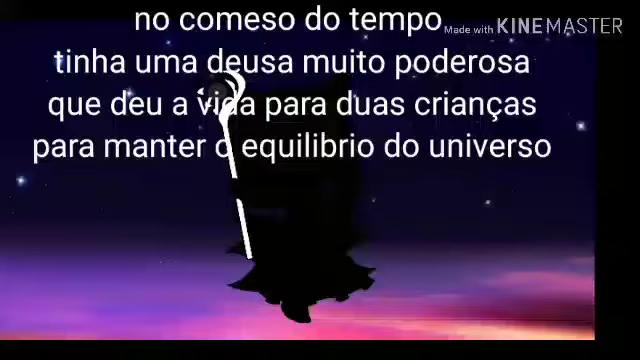 no comeso do tempo
Made with KINEMASTER
tinha uma deusa muito poderosa
que deu a vida para duas crianças
para manter o equilibrio do universo